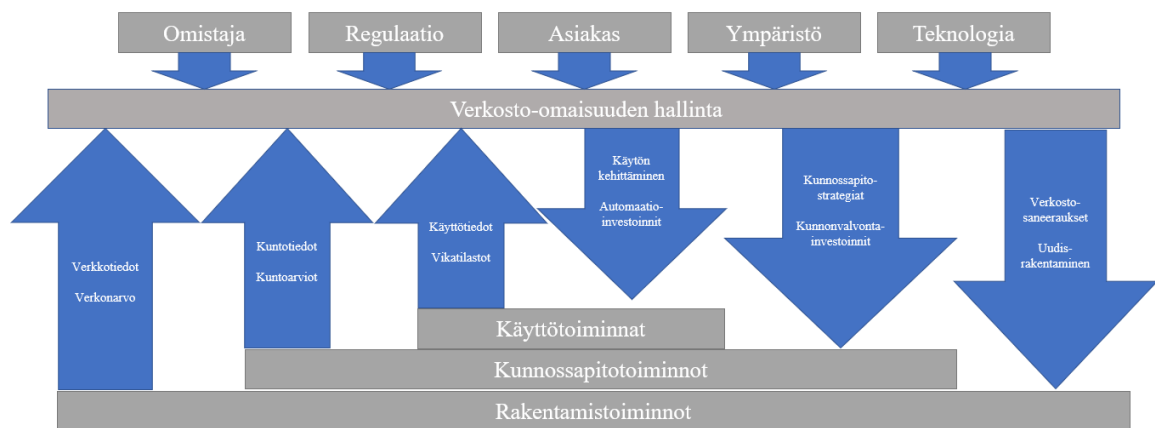 Omistaja
Regulaatio
Asiakas
Ympäristö
Teknologia
Verkosto-omaisuuden hallinta
Verkkotiedot
Verkonarvo
Kuntotiedot
Kuntoarviot
Käyttötiedot
Vikatilastot
Käytön
kehittäminen
Automaatio-
investoinnit
Kunnossapito-
strategiat
Kunnonvalvonta-
investoinnit
Verkosto-
saneeraukset
Uudis-
rakentaminen
Käyttötoiminnat
Kunnossapitotoiminnot
Rakentamistoiminnot